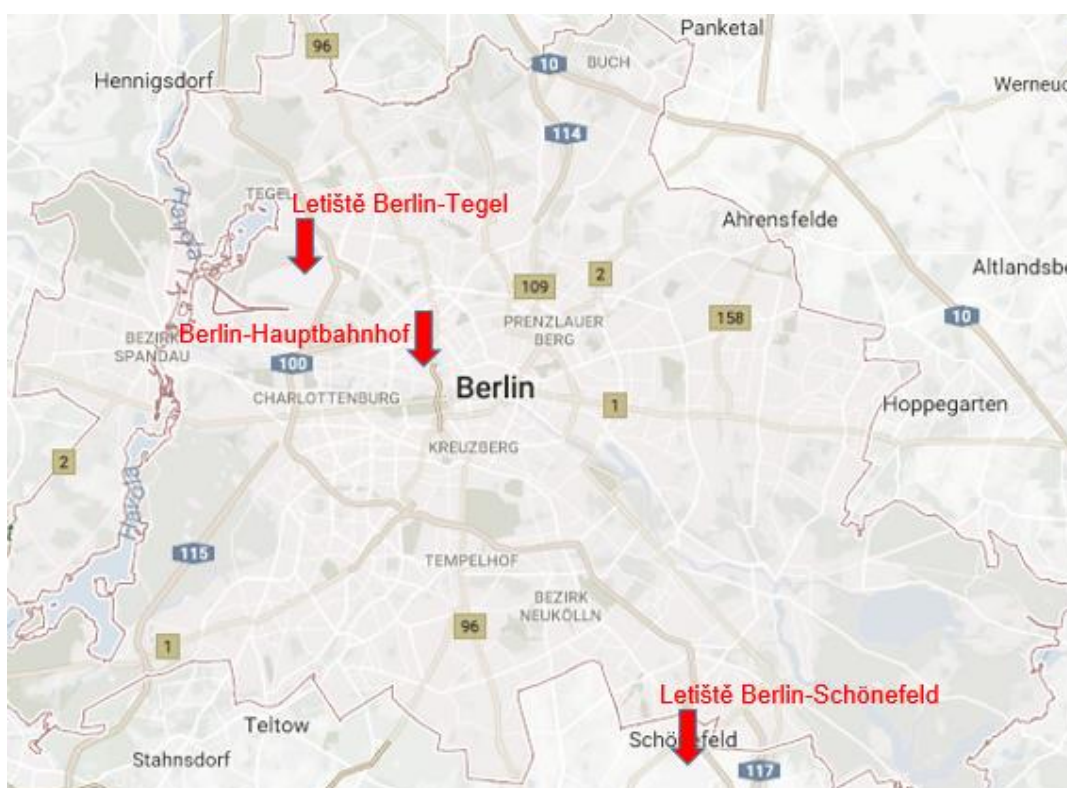 Panketal
96
10
BUCH
Hennigsdorf
Werneuc
114
TEGEL
Letiště Berlin-Tegel
Havola
Ahrensfelde
2
Altlandsbe
109
158
10
PRENZLAUER
BERG
Berlin-Hauptbahnhof
BEZIRK
SPANDAU
100
Berlin
CHARLOTTENBURG
1
Hoppegarten
KREUZBERG
2
Havola
115
TEMPELHOF
BEZIRK
NEUKÖLLN
96
1
Letiště Berlin-Schönefeld
Teltow
Schönefeld
Stahnsdorf
117